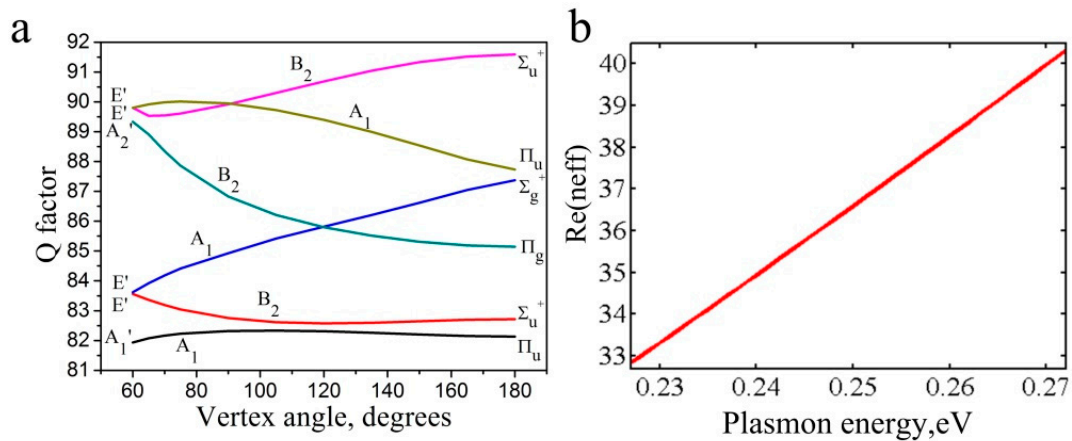 a
92
91
90
89
88
87
86
85
84
83
82
81
Q factor
E'
E'
A2'
E'
E'
A1'
B2
A1
B2
A1
B2
A1
Σu+
Πu
Σg+
Πg
Σu+
Πu
60 80 100 120 140 160 180
Vertex angle, degrees
b
40
39
38
37
36
35
34
33
Re(neff)
0.23 0.24 0.25 0.26 0.27
Plasmon energy,eV